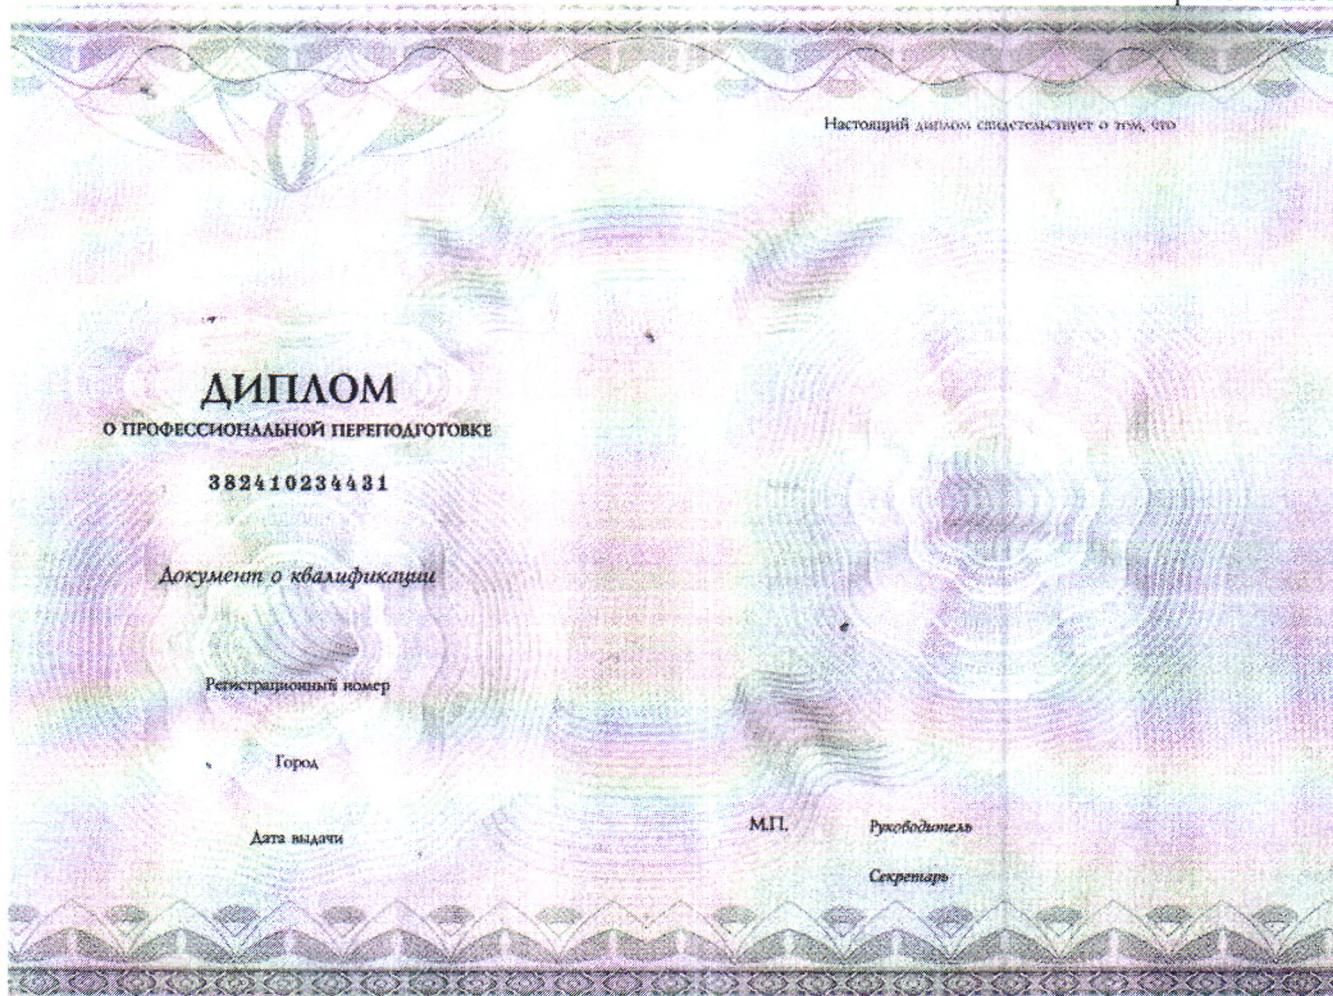 ДИПЛОМ
О ПРОФЕССИОНАЛЬНОЙ ПЕРЕПОДГОТОВКЕ
382410234431
Документ о квалификации
Регистрационный номер
Город
Дата выдачи
Настоящий диплом свидетельствует о том, что
М.П.
Руководитель
Секретарь